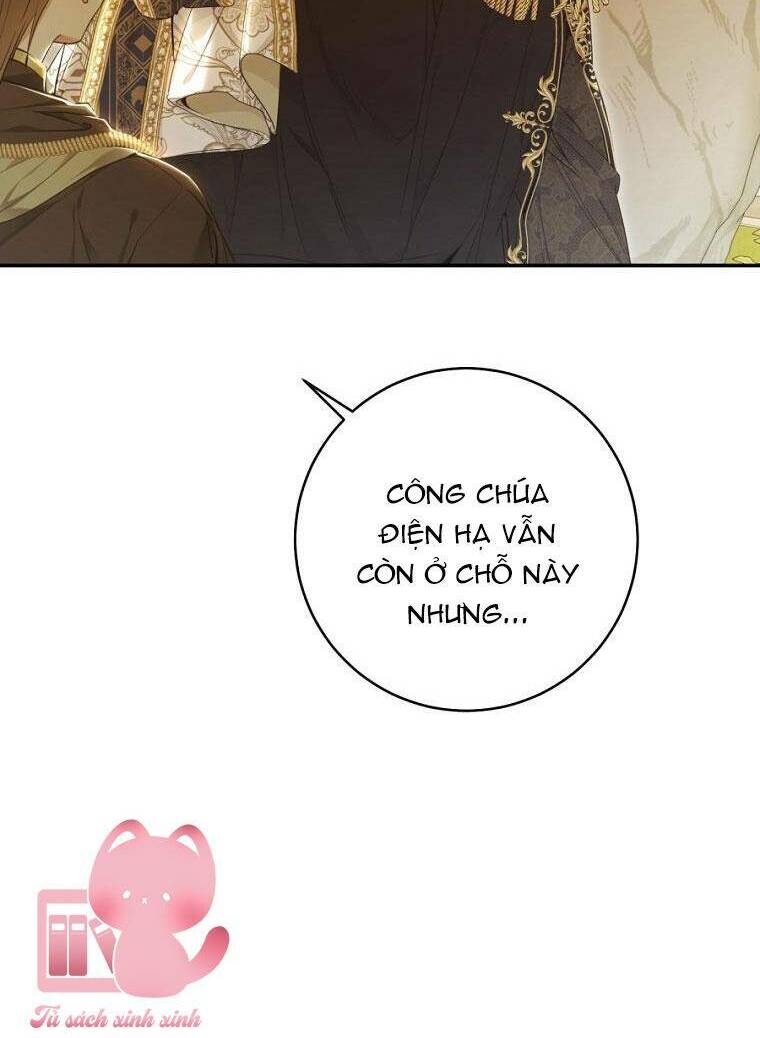 CÔNG CHÚA
ĐIỆN HẠ VẪN
CÒN Ở CHỖ NÀY
NHƯNG...
Tủ sách xinh xinh